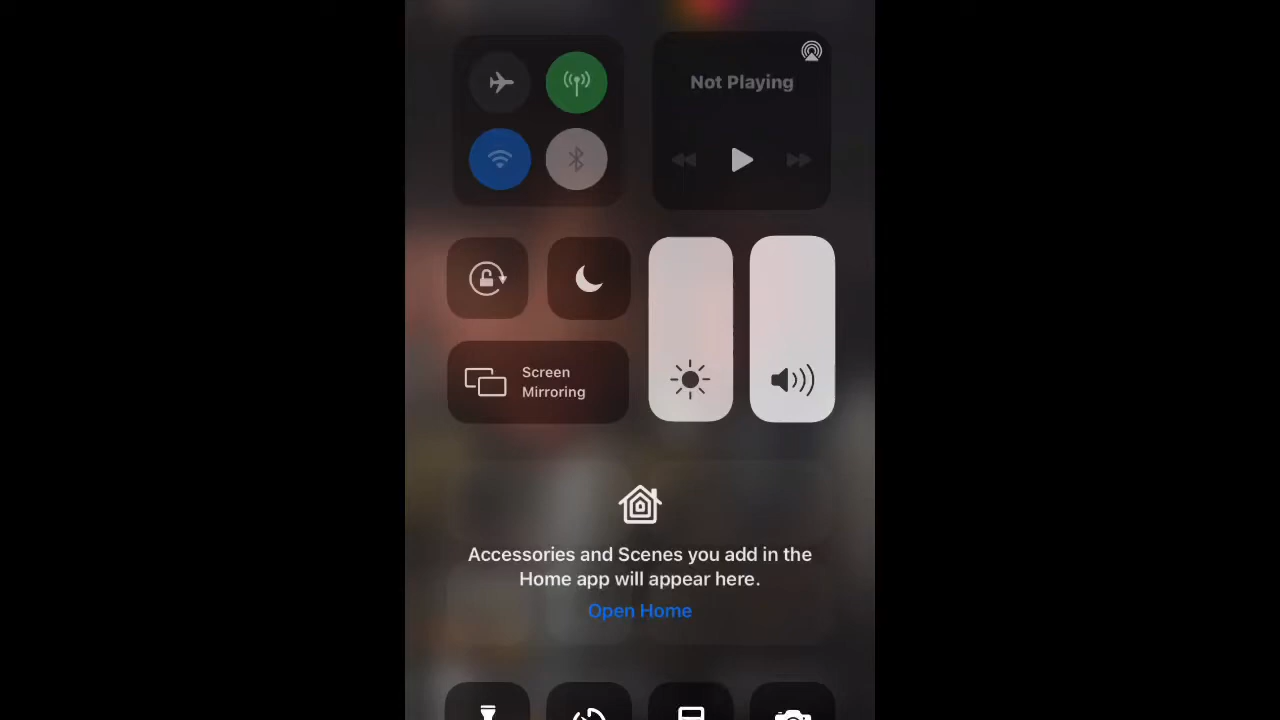 Not Playing
Screen
Mirroring
Accessories and Scenes you add in the
Home app will appear here.
Open Home